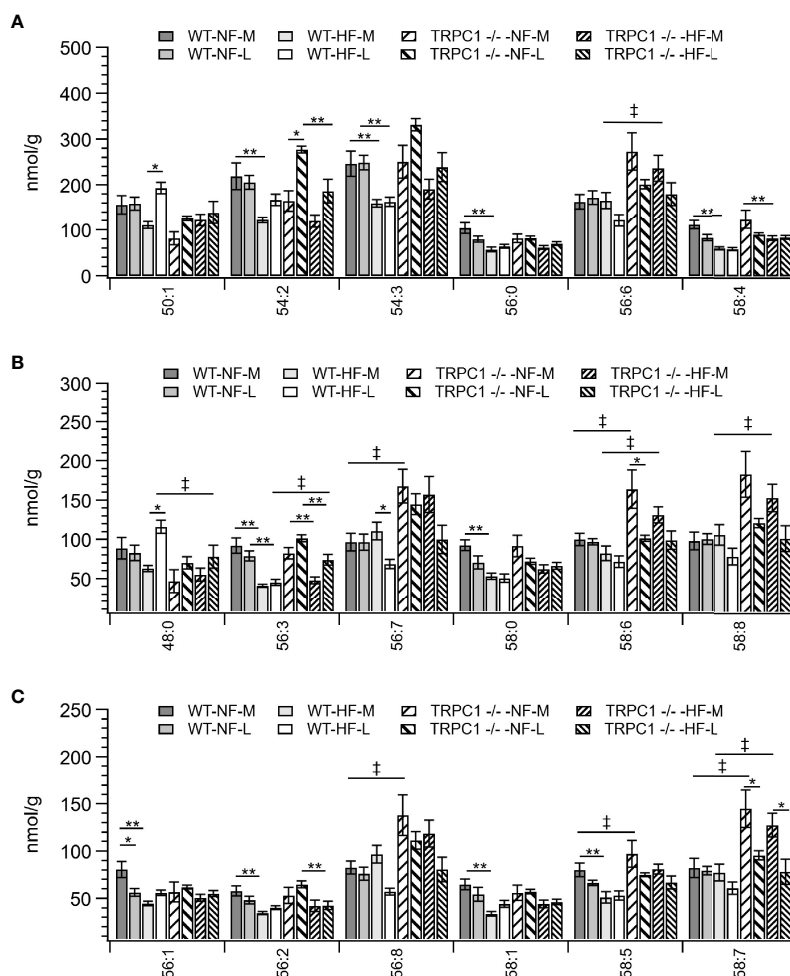 A
WT-NF-M WT-HF-M TRPC1 -/- -NF-M TRPC1 -/- -HF-M
WT-NF-L WT-HF-L TRPC1 -/- -NF-L TRPC1 -/- -HF-L
nmol/g
500
400
300
200
100
0
* ** * ** ** ** ** ‡ ** **
50:1 54:2 54:3 56:0 56:6 58:4
B
WT-NF-M WT-HF-M TRPC1 -/- -NF-M TRPC1 -/- -HF-M
WT-NF-L WT-HF-L TRPC1 -/- -NF-L TRPC1 -/- -HF-L
nmol/g
300
250
200
150
100
50
‡ * ** ** ‡ ** ** ‡ * ** ‡ ‡ * ‡
48:0 56:3 56:7 58:0 58:6 58:8
C
WT-NF-M WT-HF-M TRPC1 -/- -NF-M TRPC1 -/- -HF-M
WT-NF-L WT-HF-L TRPC1 -/- -NF-L TRPC1 -/- -HF-L
nmol/g
250
200
150
100
50
** * ** ** ‡ ** ‡ ** ‡ ‡ * *
56:1 56:2 56:8 58:1 58:5 58:7